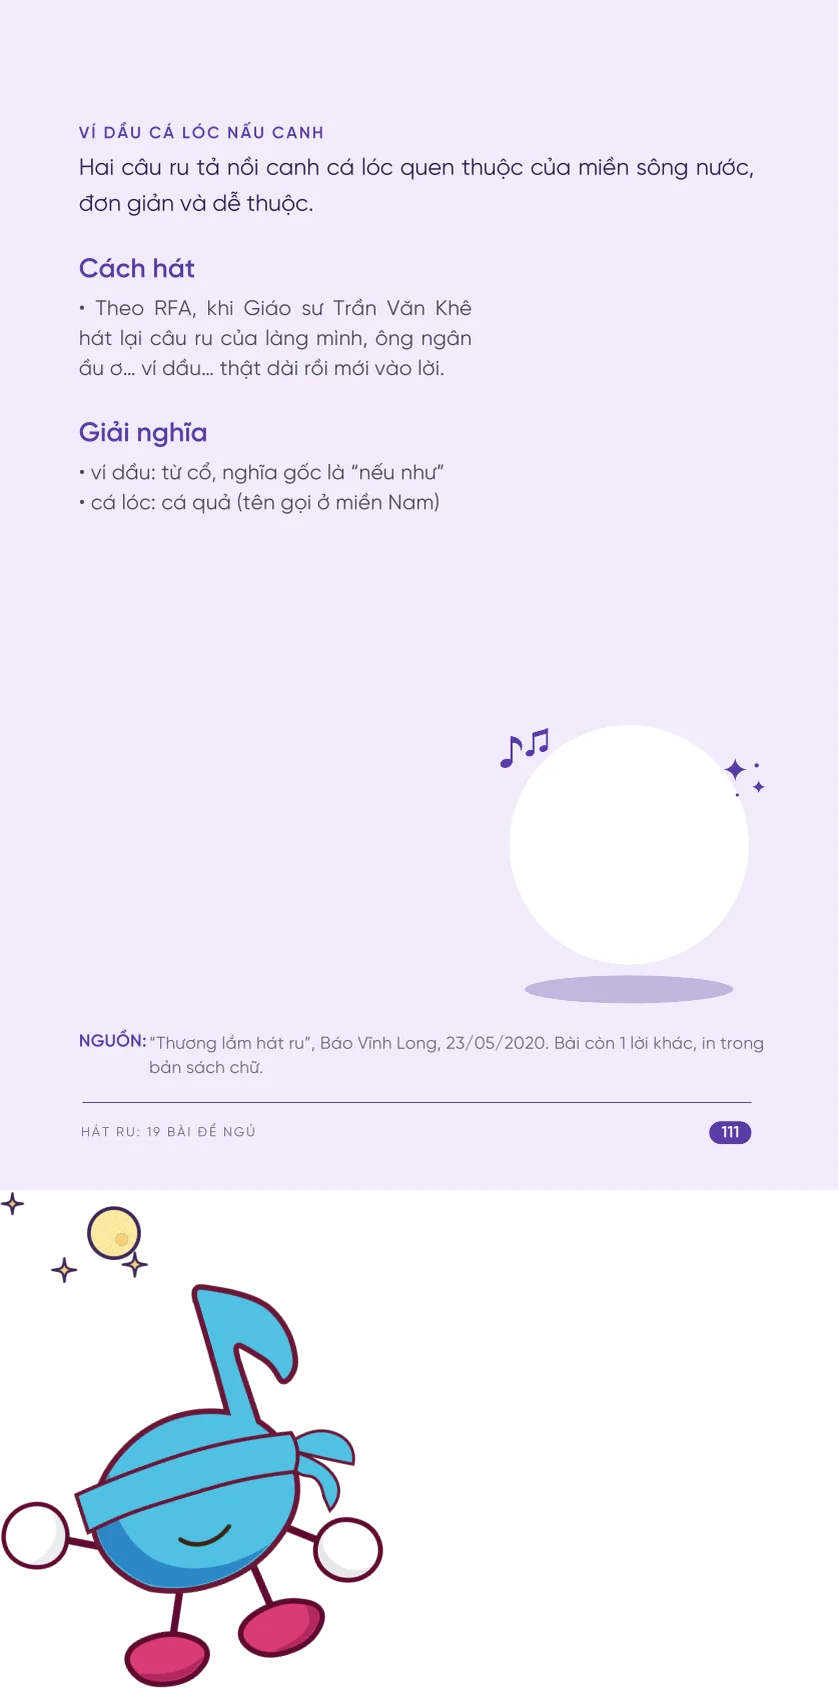 VÍ DẦU CÁ LÓC NẤU CANH
Hai câu ru tả nồi canh cá lóc quen thuộc của miền sông nước,
đơn giản và dễ thuộc.
Cách hát
• Theo RFA, khi Giáo sư Trần Văn Khê
hát lại câu ru của làng mình, ông ngân
ầu ơ... ví dầu... thật dài rồi mới vào lời.
Giải nghĩa
• ví dầu: từ cổ, nghĩa gốc là “nếu như”
• cá lóc: cá quả (tên gọi ở miền Nam)
NGUỒN: “Thương lắm hát ru”, Báo Vĩnh Long, 23/05/2020. Bài còn 1 lời khác, in trong
bản sách chữ.
HÁT RU: 19 BÀI ĐỂ NGỦ
111